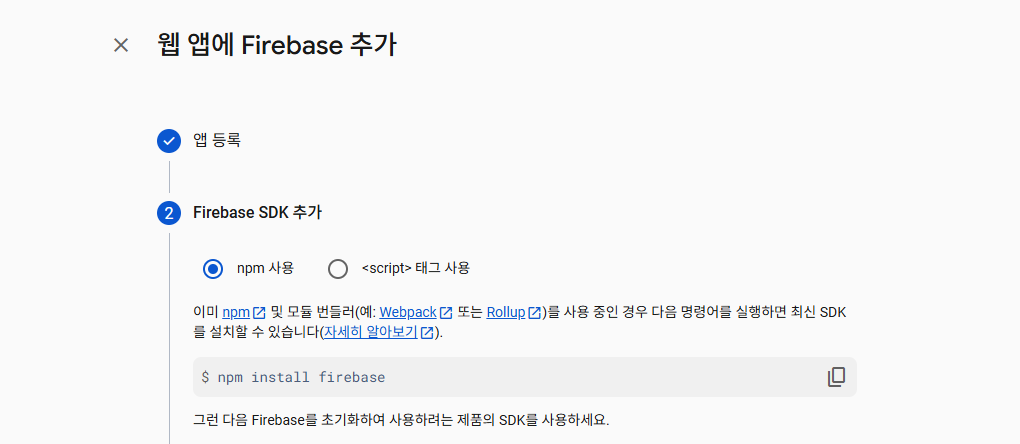 웹 앱에 Firebase 추가
앱 등록
2 Firebase SDK 추가
npm 사용 <script> 태그 사용
이미 npm 및 모듈 번들러(예: Webpack 또는 Rollup)를 사용 중인 경우 다음 명령어를 실행하면 최신 SDK
를 설치할 수 있습니다(자세히 알아보기).
$ npm install firebase
그런 다음 Firebase를 초기화하여 사용하려는 제품의 SDK를 사용하세요.